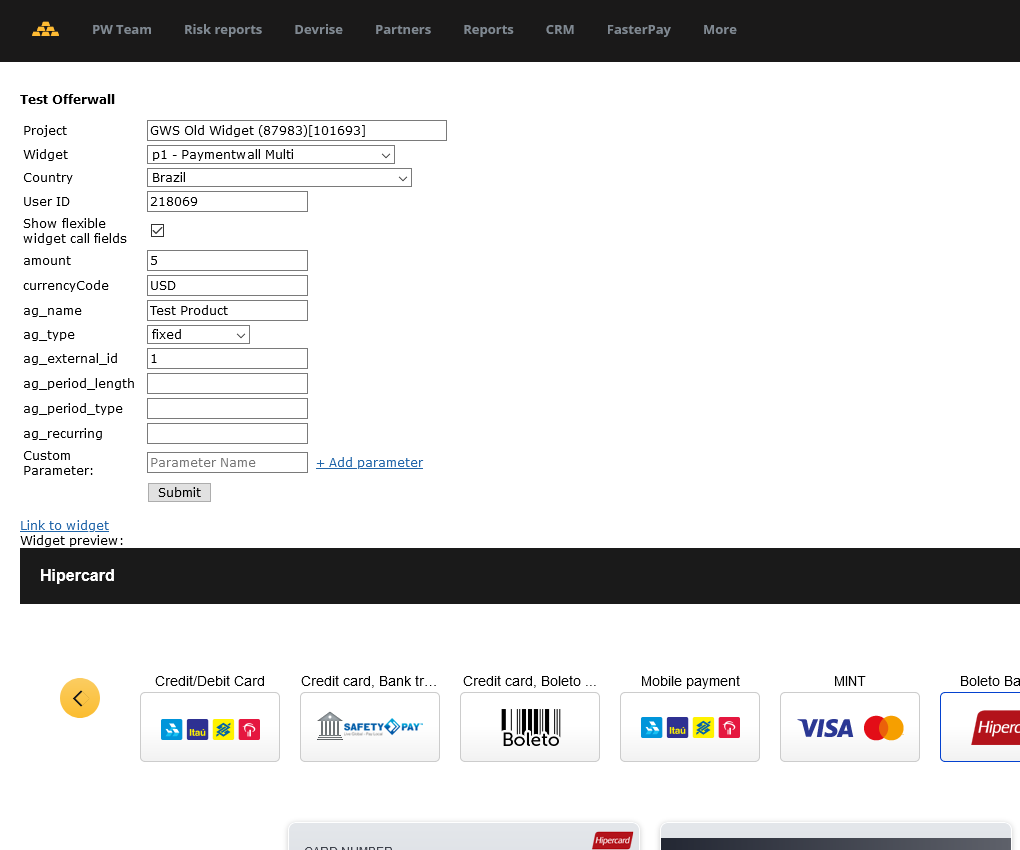 PW Team Risk reports Devrise Partners Reports CRM FasterPay More
Test Offerwall
Project GWS Old Widget (87983)[101693]
Widget p1 - Paymentwall Multi
Country Brazil
User ID 218069
Show flexible
widget call fields
amount 5
currencyCode USD
ag_name Test Product
ag_type fixed
ag_external_id 1
ag_period_length
ag_period_type
ag_recurring
Custom
Parameter: Parameter Name + Add parameter
Submit
Link to widget
Widget preview:
Hipercard
Credit/Debit Card Credit card, Bank tr... Credit card, Boleto ... Mobile payment MINT Boleto Ba
Itaú SAFETYPAY Boleto Itaú VISA Hiperc
Hipercard
CARD NUMBER